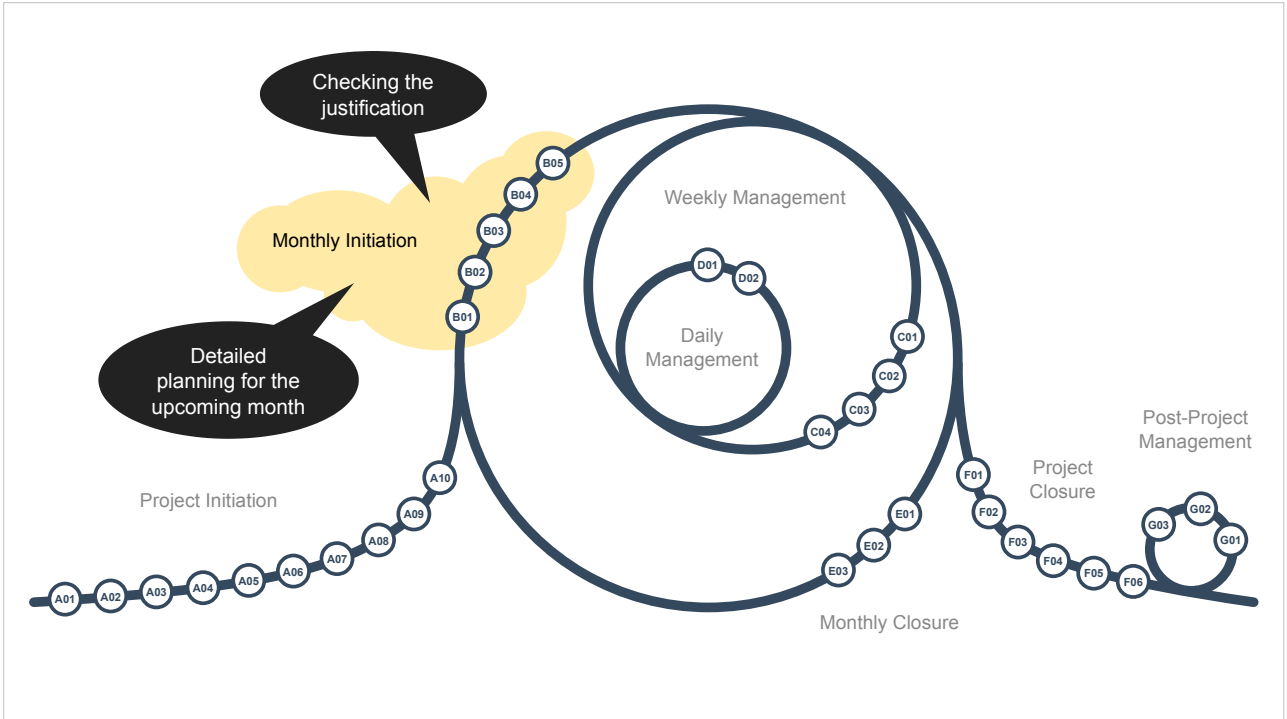 Checking the
justification
B05
B04
B03
B02
B01
Monthly Initiation
Detailed
planning for the
upcoming month
Weekly Management
D01
D02
Daily
Management
C01
C02
C03
C04
Project Initiation
A01
A02
A03
A04
A05
A06
A07
A08
A09
A10
E01
E02
E03
Monthly Closure
Project
Closure
F01
F02
F03
F04
F05
F06
Post-Project
Management
G03
G02
G01